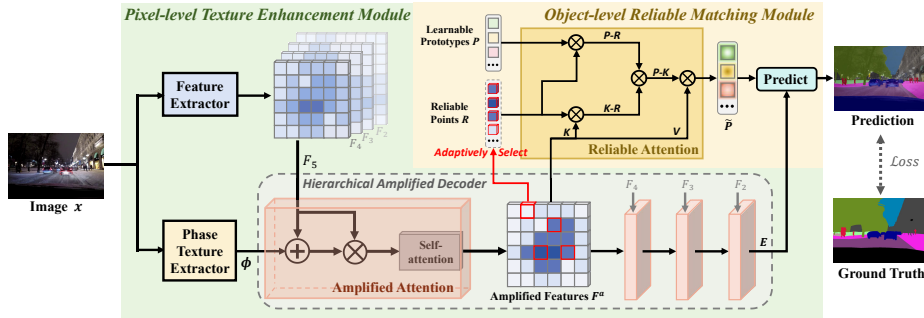 Pixel-level Texture Enhancement Module
Object-level Reliable Matching Module
Feature
Extractor
F₄
F₃
F₂
F₅
Learnable
Prototypes P
Reliable
Points R
Adaptively Select
P-R
K-R
P-K
K
V
Reliable Attention
P̃
Predict
Prediction
Loss
Ground Truth
Image x
Phase
Texture
Extractor
ϕ
Hierarchical Amplified Decoder
Self-
attention
Amplified Attention
Amplified Features Fᵃ
F₄
F₃
F₂
E